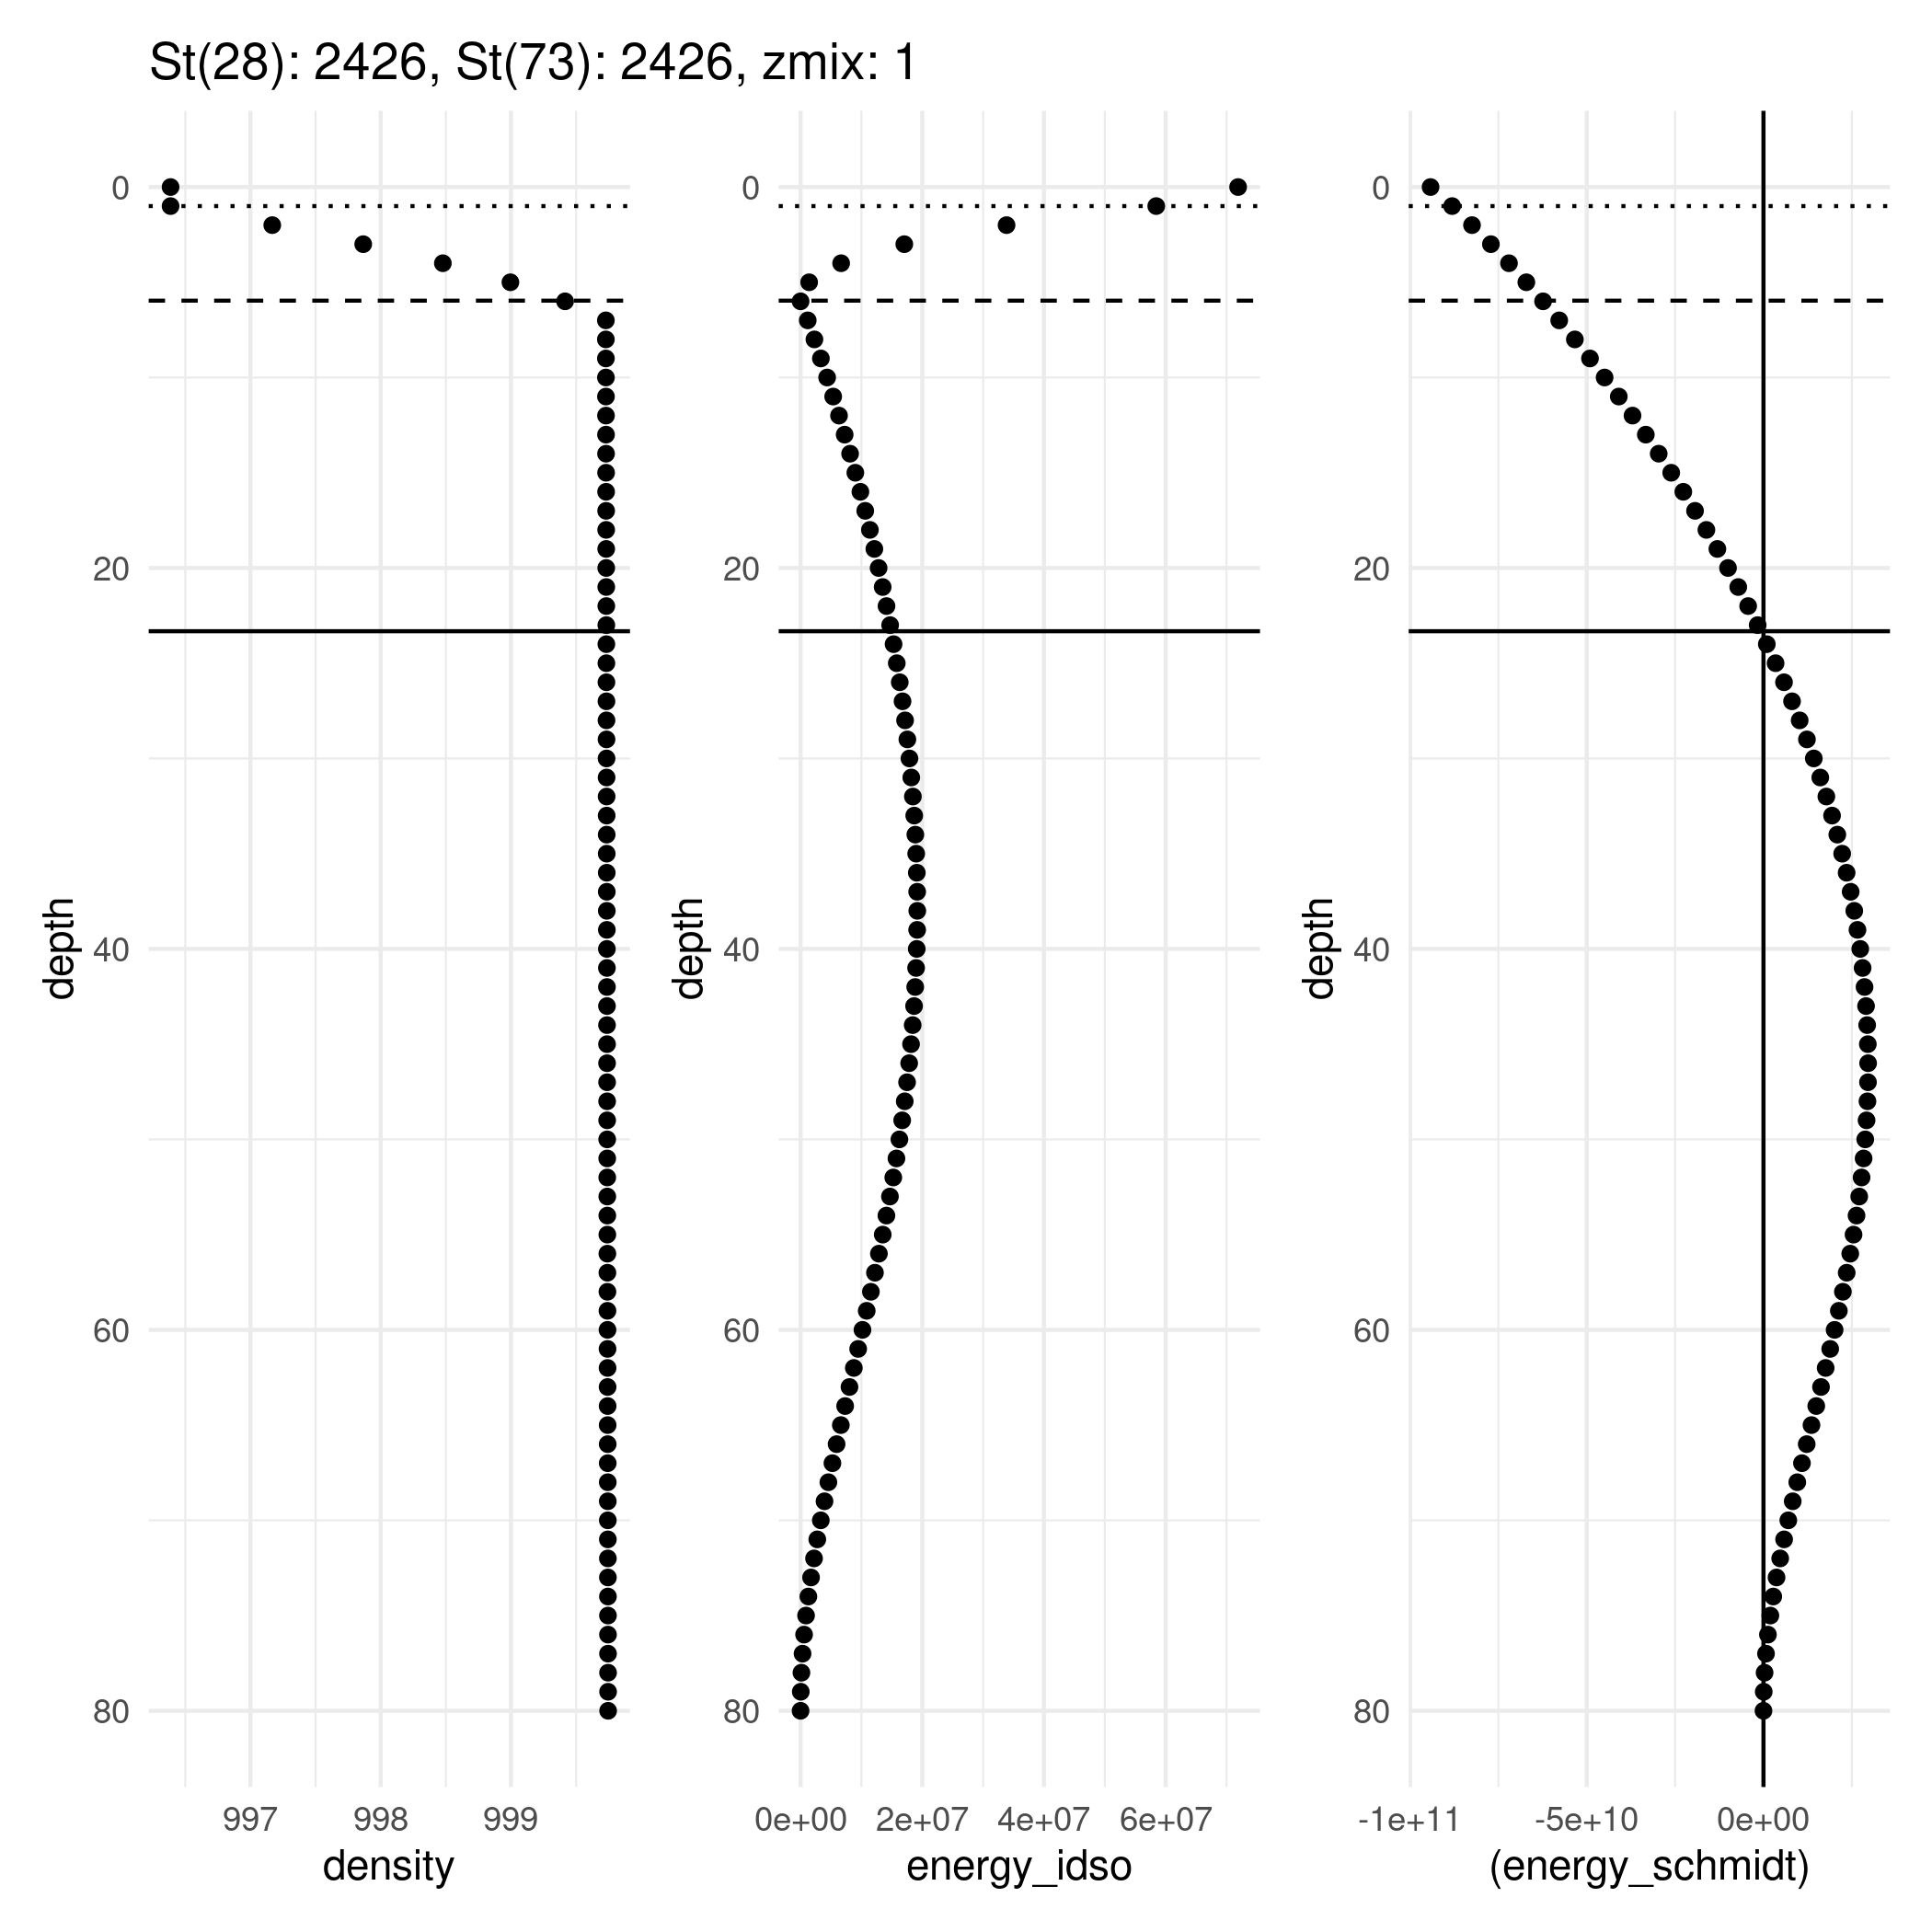 St(28): 2426, St(73): 2426, zmix: 1
0
20
40
60
80
depth
997 998 999
density
0
20
40
60
80
depth
0e+00 2e+07 4e+07 6e+07
energy_idso
0
20
40
60
80
depth
-1e+11 -5e+10 0e+00
(energy_schmidt)